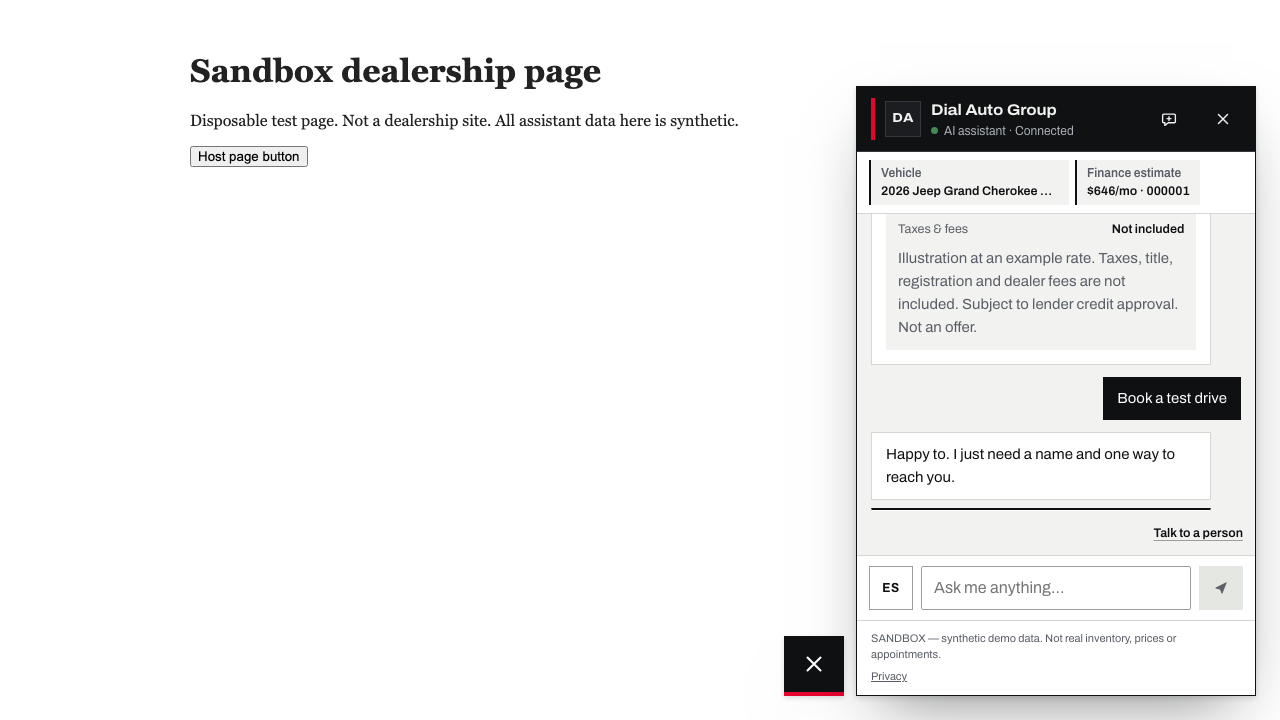 Sandbox dealership page
Disposable test page. Not a dealership site. All assistant data here is synthetic.
Host page button
DA
Dial Auto Group
AI assistant · Connected
Vehicle
2026 Jeep Grand Cherokee …
Finance estimate
$646/mo · 000001
Taxes & fees
Not included
Illustration at an example rate. Taxes, title,
registration and dealer fees are not
included. Subject to lender credit approval.
Not an offer.
Book a test drive
Happy to. I just need a name and one way to
reach you.
Talk to a person
ES
Ask me anything...
SANDBOX — synthetic demo data. Not real inventory, prices or
appointments.
Privacy